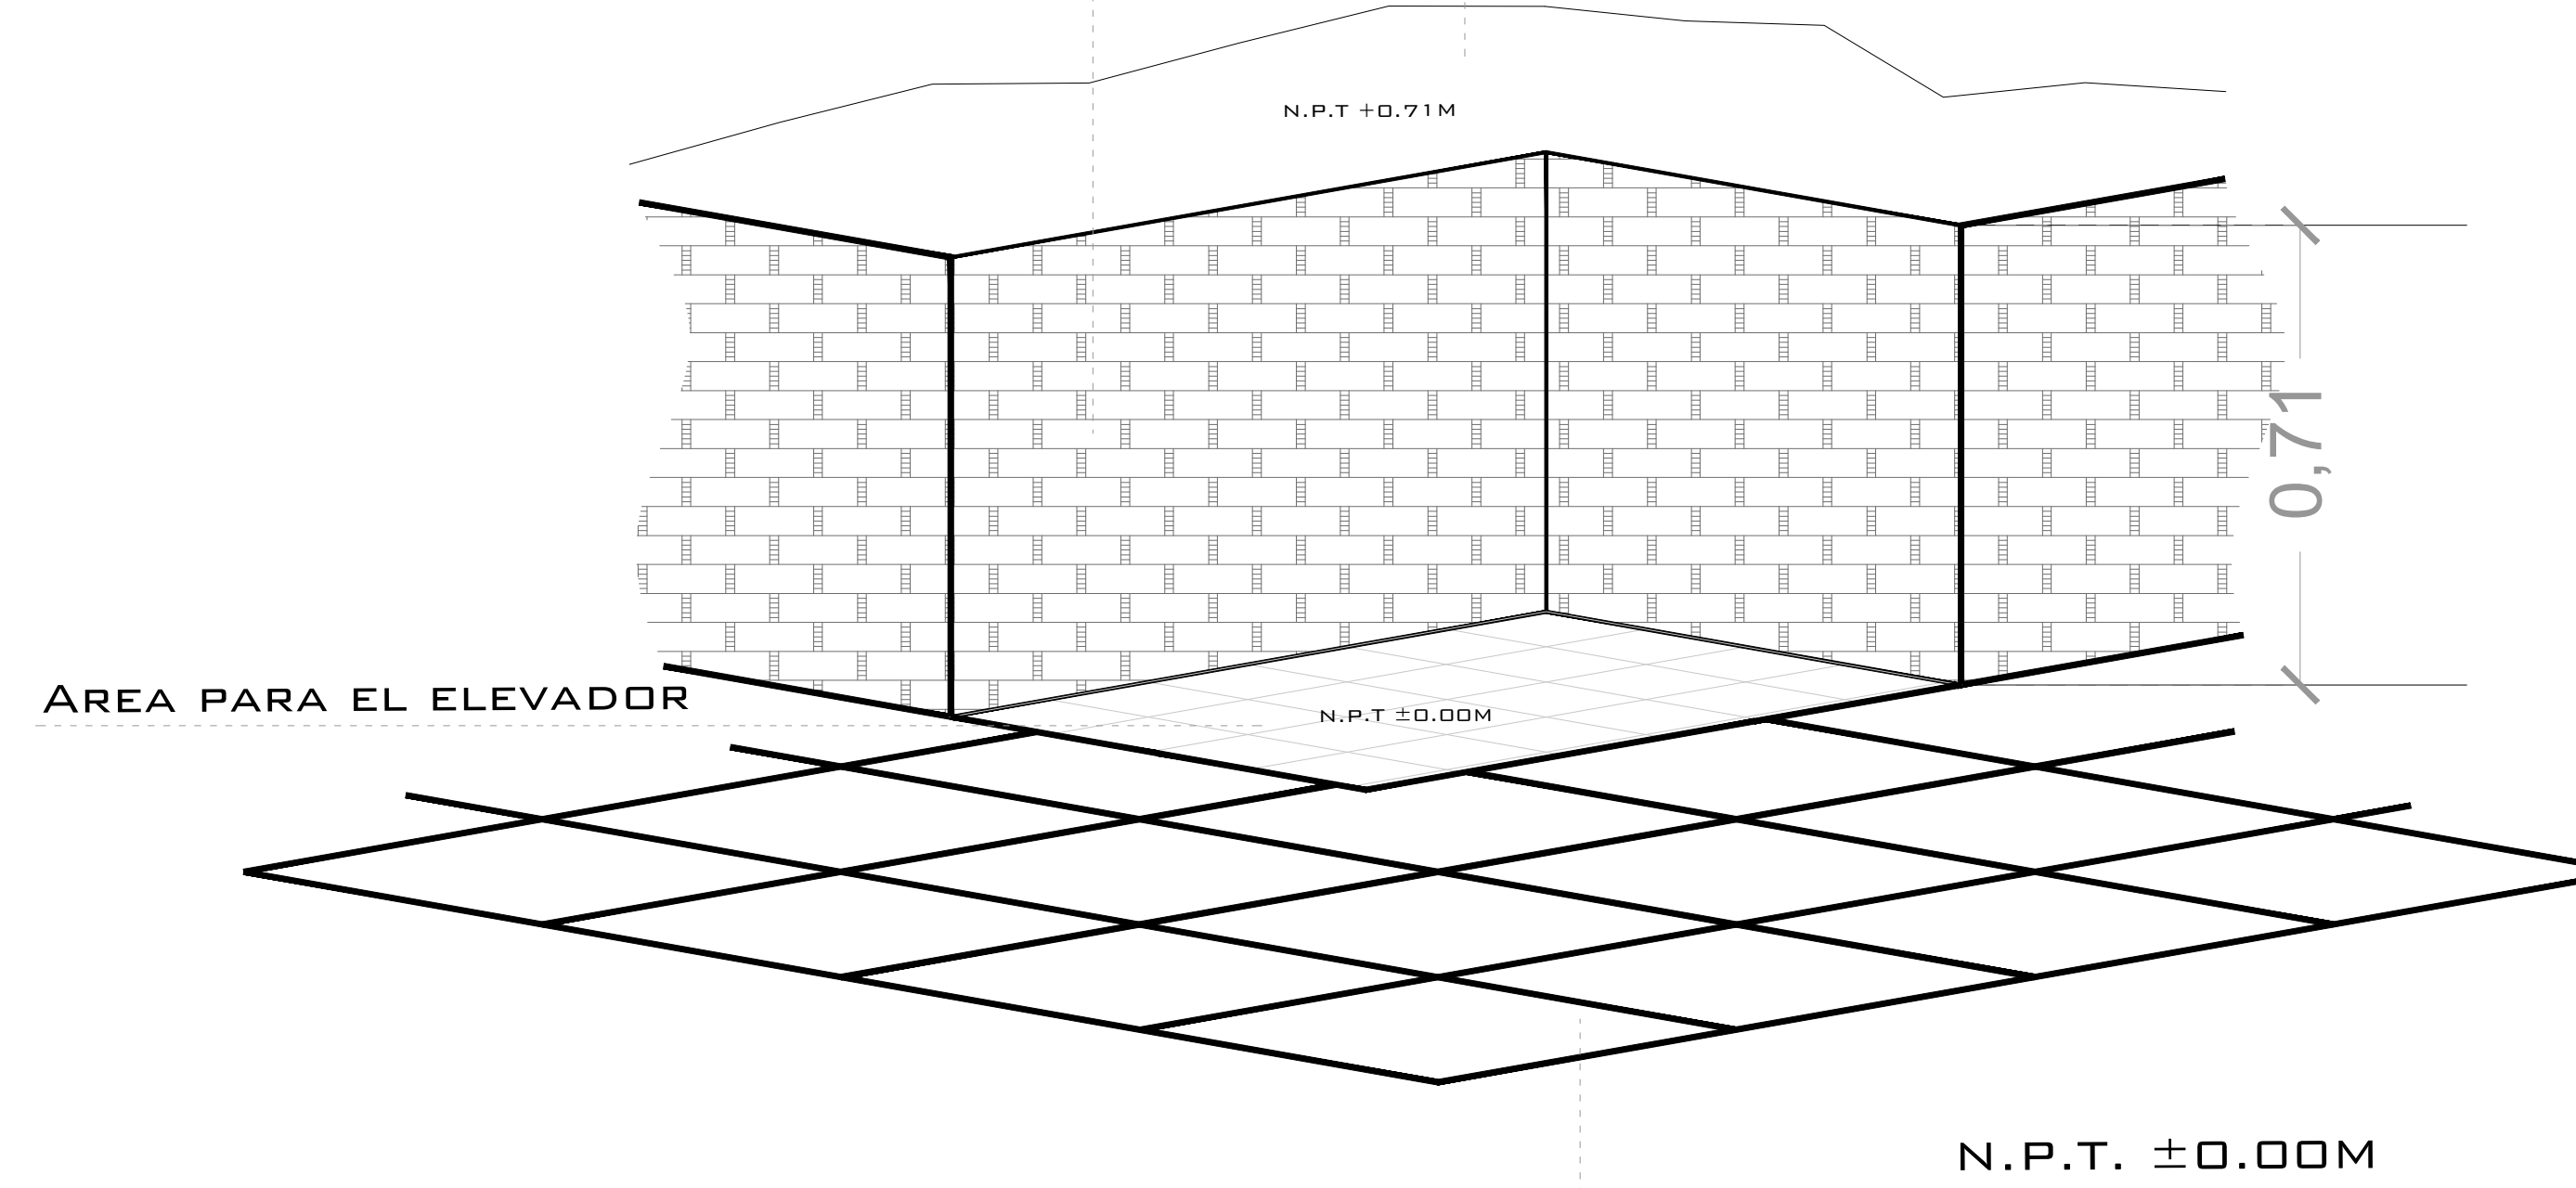 N.P.T +0.71M
0,71
AREA PARA EL ELEVADOR
N.P.T ±0.00M
N.P.T. ±0.00M